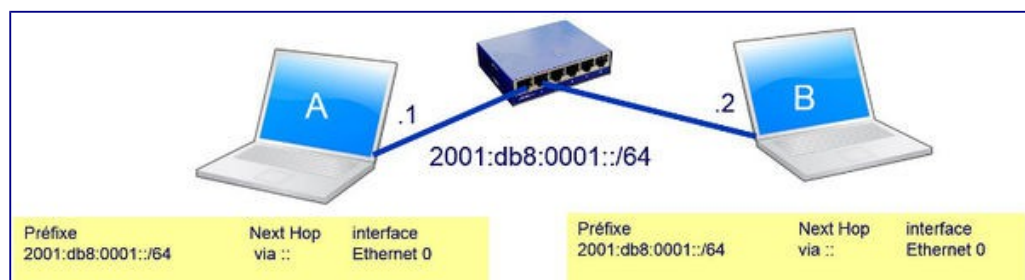 A
B
.1
.2
2001:db8:0001::/64
Préfixe Next Hop interface
2001:db8:0001::/64 via :: Ethernet 0
Préfixe Next Hop interface
2001:db8:0001::/64 via :: Ethernet 0